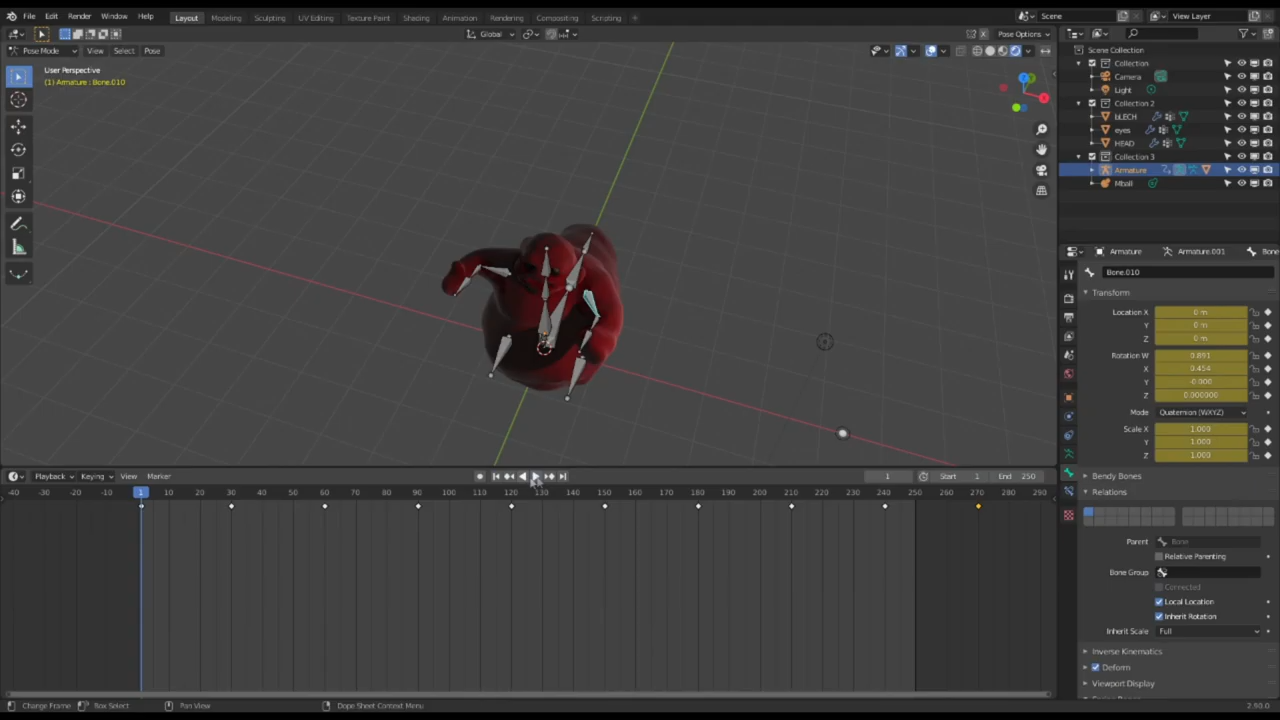 File Edit Render Window Help Layout Modeling Sculpting UV Editing Texture Paint Shading Animation Rendering Compositing Scripting + Scene View Layer
Global Pose Options
Pose Mode View Select Pose
User Perspective
(1) Armature : Bone.010
Scene Collection
Collection
Camera
Light
Collection 2
bLECH
eyes
HEAD
Collection 3
Armature
Mball
Armature Armature.001 Bone
Bone.010
Transform
Location X 0 m
Y 0 m
Z 0 m
Rotation W 0.891
X 0.454
Y -0.000
Z 0.000000
Mode Quaternion (WXYZ)
Scale X 1.000
Y 1.000
Z 1.000
Bendy Bones
Relations
Parent Bone
Relative Parenting
Bone Group
Connected
Local Location
Inherit Rotation
Inherit Scale Full
Inverse Kinematics
Deform
Viewport Display
Playback Keying View Marker 1 Start 1 End 250
-40 -30 -20 -10 1 10 20 30 40 50 60 70 80 90 100 110 120 130 140 150 160 170 180 190 200 210 220 230 240 250 260 270 280 290
Change Frame Box Select Pan View Dope Sheet Context Menu 2.90.0